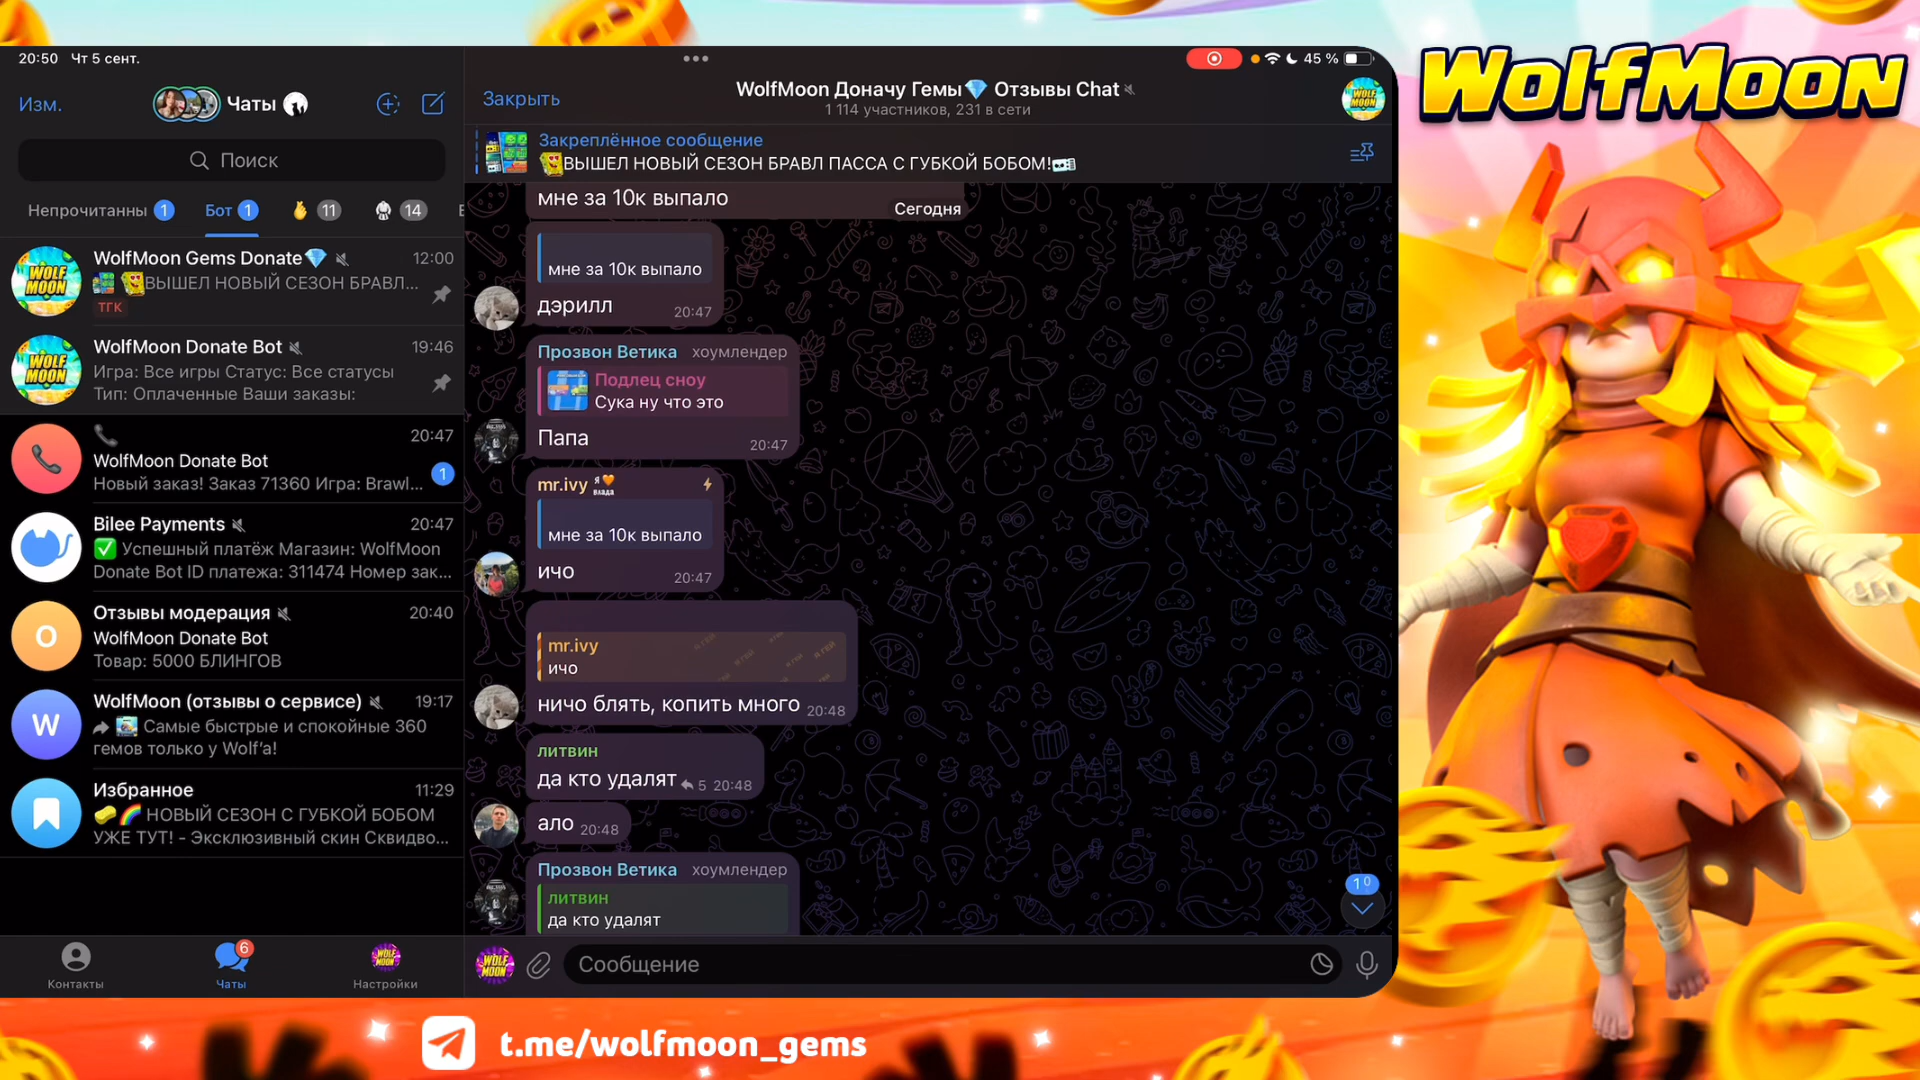 20:50 Чт 5 сент.
45 %
Изм.
Чаты
Поиск
Непрочитанны 1
Бот 1
11
14
WolfMoon Gems Donate
12:00
ВЫШЕЛ НОВЫЙ СЕЗОН БРАВЛ...
ТГК
WolfMoon Donate Bot
19:46
Игра: Все игры Статус: Все статусы
Тип: Оплаченные Ваши заказы:
20:47
WolfMoon Donate Bot
Новый заказ! Заказ 71360 Игра: Brawl...
1
Bilee Payments
20:47
Успешный платёж Магазин: WolfMoon
Donate Bot ID платежа: 311474 Номер зак...
Отзывы модерация
20:40
WolfMoon Donate Bot
Товар: 5000 БЛИНГОВ
WolfMoon (отзывы о сервисе)
19:17
Самые быстрые и спокойные 360
гемов только у Wolf'a!
Избранное
11:29
НОВЫЙ СЕЗОН С ГУБКОЙ БОБОМ
УЖЕ ТУТ! - Эксклюзивный скин Сквидво...
Контакты
6
Чаты
Настройки
Закрыть
WolfMoon Доначу Гемы Отзывы Chat
1 114 участников, 231 в сети
Закреплённое сообщение
ВЫШЕЛ НОВЫЙ СЕЗОН БРАВЛ ПАССА С ГУБКОЙ БОБОМ!
мне за 10к выпало
Сегодня
мне за 10к выпало
дэрилл 20:47
Прозвон Ветика хоумлендер
Подлец сноу
Сука ну что это
Папа 20:47
mr.ivy
мне за 10к выпало
ичо 20:47
mr.ivy
ичо
ничо блять, копить много 20:48
литвин
да кто удалят 5 20:48
ало 20:48
Прозвон Ветика хоумлендер
литвин
да кто удалят
Сообщение
WOLF
MOON
O
W
WolfMoon
t.me/wolfmoon_gems